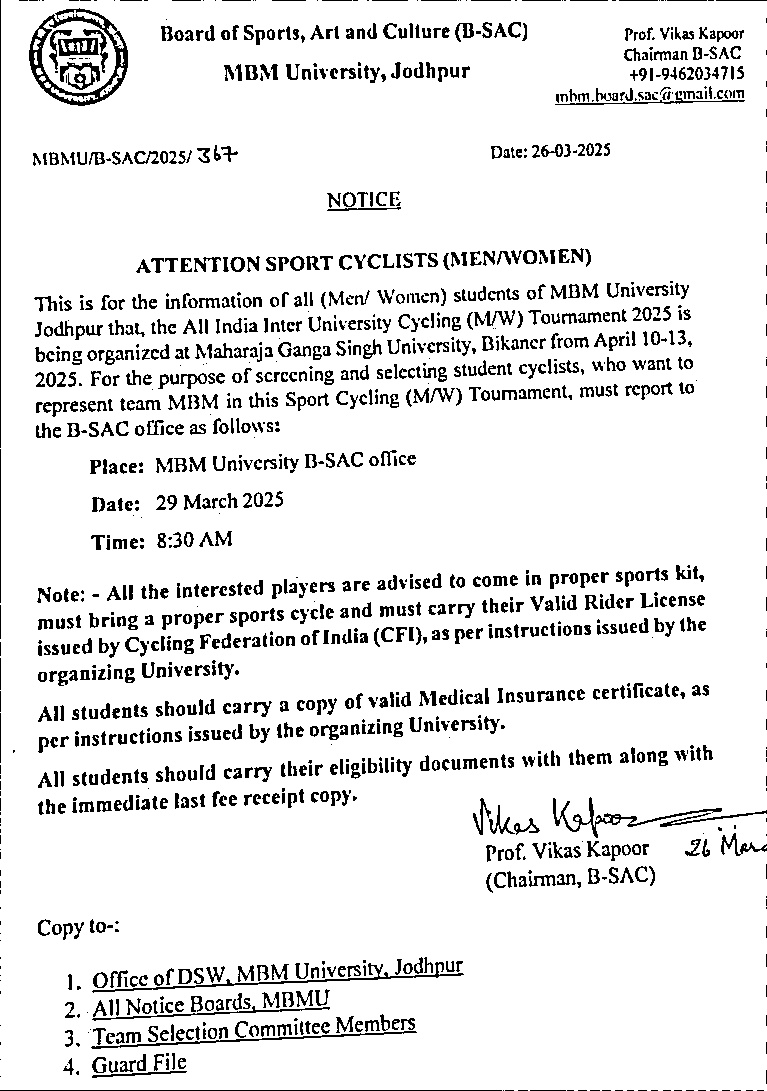 Board of Sports, Art and Culture (B-SAC)
MBM University, Jodhpur
Prof. Vikas Kapoor
Chairman B-SAC
+91-9462034715
mbm.board.sac@gmail.com
MBMU/B-SAC/2025/ 367
Date: 26-03-2025
NOTICE
ATTENTION SPORT CYCLISTS (MEN/WOMEN)
This is for the information of all (Men/ Women) students of MBM University
Jodhpur that, the All India Inter University Cycling (M/W) Tournament 2025 is
being organized at Maharaja Ganga Singh University, Bikaner from April 10-13,
2025. For the purpose of screening and selecting student cyclists, who want to
represent team MBM in this Sport Cycling (M/W) Tournament, must report to
the B-SAC office as follows:
Place: MBM University B-SAC office
Date: 29 March 2025
Time: 8:30 AM
Note: - All the interested players are advised to come in proper sports kit,
must bring a proper sports cycle and must carry their Valid Rider License
issued by Cycling Federation of India (CFI), as per instructions issued by the
organizing University.
All students should carry a copy of valid Medical Insurance certificate, as
per instructions issued by the organizing University.
All students should carry their eligibility documents with them along with
the immediate last fee receipt copy.
Vikas Kapoor
Prof. Vikas Kapoor 26 Mar
(Chairman, B-SAC)
Copy to-:
1. Office of DSW, MBM University, Jodhpur
2. All Notice Boards, MBMU
3. Team Selection Committee Members
4. Guard File